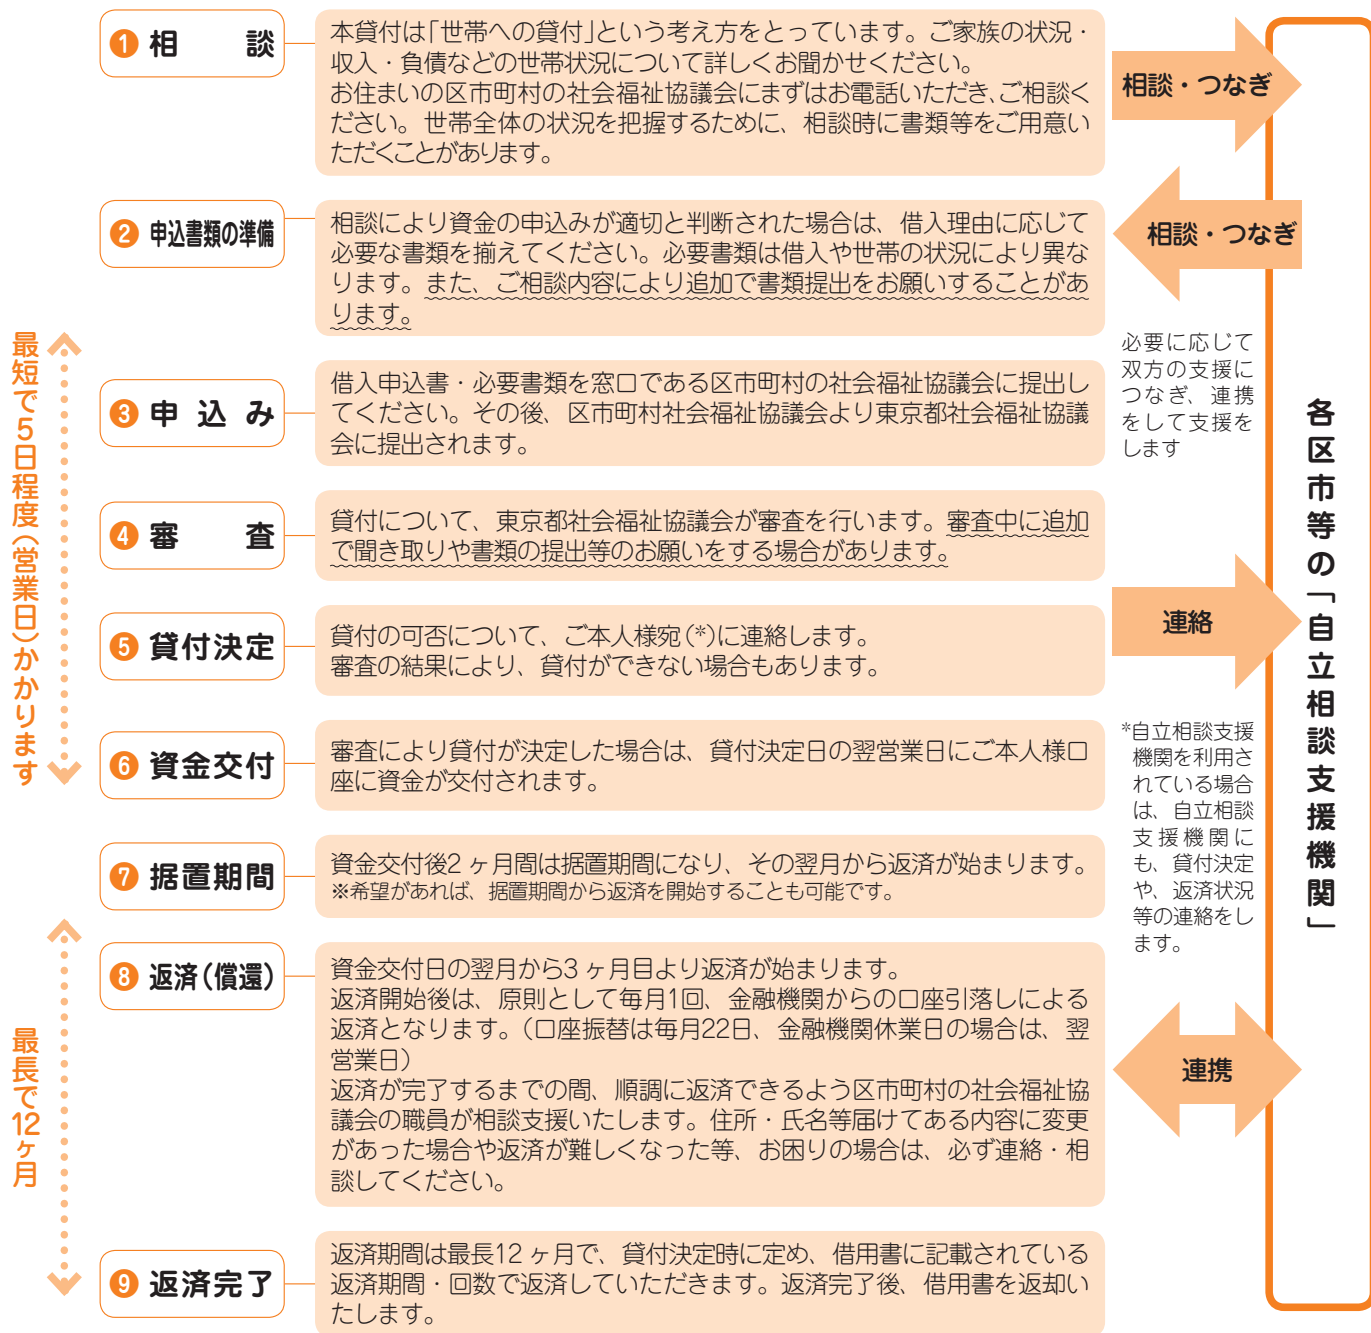 ❶ 相談
本貸付は「世帯への貸付」という考え方をとっています。ご家族の状況・
収入・負債などの世帯状況について詳しくお聞かせください。
お住まいの区市町村の社会福祉協議会にまずはお電話いただき、ご相談く
ださい。世帯全体の状況を把握するために、相談時に書類等をご用意い
ただくことがあります。
相談・つなぎ
❷ 申込書類の準備
相談により資金の申込みが適切と判断された場合は、借入理由に応じて
必要な書類を揃えてください。必要書類は借入や世帯の状況により異な
ります。また、ご相談内容により追加で書類提出をお願いすることがあ
ります。
相談・つなぎ
必要に応じて
双方の支援に
つなぎ、連携
をして支援を
します
最短で5日程度（営業日）かかります
❸ 申込み
借入申込書・必要書類を窓口である区市町村の社会福祉協議会に提出し
てください。その後、区市町村社会福祉協議会より東京都社会福祉協議
会に提出されます。
❹ 審査
貸付について、東京都社会福祉協議会が審査を行います。審査中に追加
で聞き取りや書類の提出等のお願いをする場合があります。
❺ 貸付決定
貸付の可否について、ご本人様宛(*)に連絡します。
審査の結果により、貸付ができない場合もあります。
連絡
❻ 資金交付
審査により貸付が決定した場合は、貸付決定日の翌営業日にご本人様口
座に資金が交付されます。
*自立相談支援
機関を利用さ
れている場合
は、自立相談
支援機関に
も、貸付決定
や、返済状況
等の連絡をし
ます。
❼ 据置期間
資金交付後2ヶ月間は据置期間になり、その翌月から返済が始まります。
※希望があれば、据置期間から返済を開始することも可能です。
最長で12ヶ月
❽ 返済（償還）
資金交付日の翌月から3ヶ月目より返済が始まります。
返済開始後は、原則として毎月1回、金融機関からの口座引落しによる
返済となります。（口座振替は毎月22日、金融機関休業日の場合は、翌
営業日）
返済が完了するまでの間、順調に返済できるよう区市町村の社会福祉協
議会の職員が相談支援いたします。住所・氏名等届けてある内容に変更
があった場合や返済が難しくなった等、お困りの場合は、必ず連絡・相
談してください。
連携
❾ 返済完了
返済期間は最長12ヶ月で、貸付決定時に定め、借用書に記載されている
返済期間・回数で返済していただきます。返済完了後、借用書を返却い
たします。
各区市等の「自立相談支援機関」